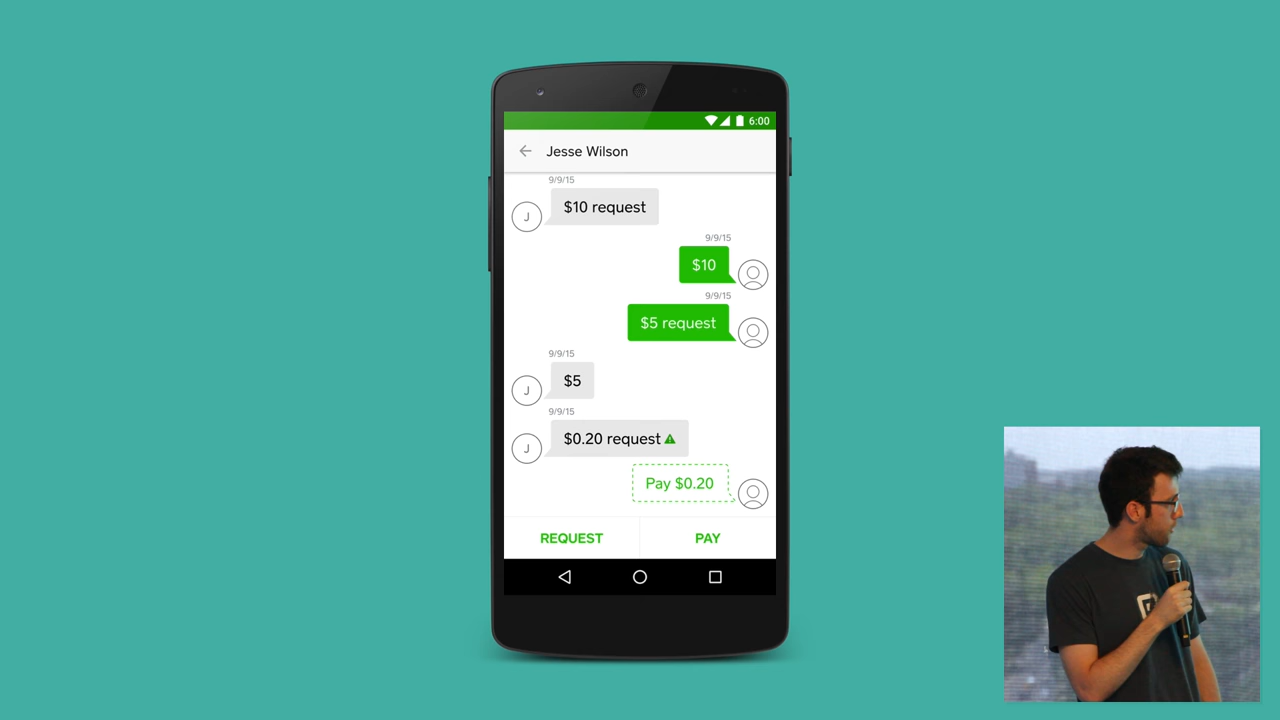 6:00
Jesse Wilson
9/9/15
J
$10 request
9/9/15
$10
9/9/15
$5 request
9/9/15
J
$5
9/9/15
J
$0.20 request
Pay $0.20
REQUEST
PAY